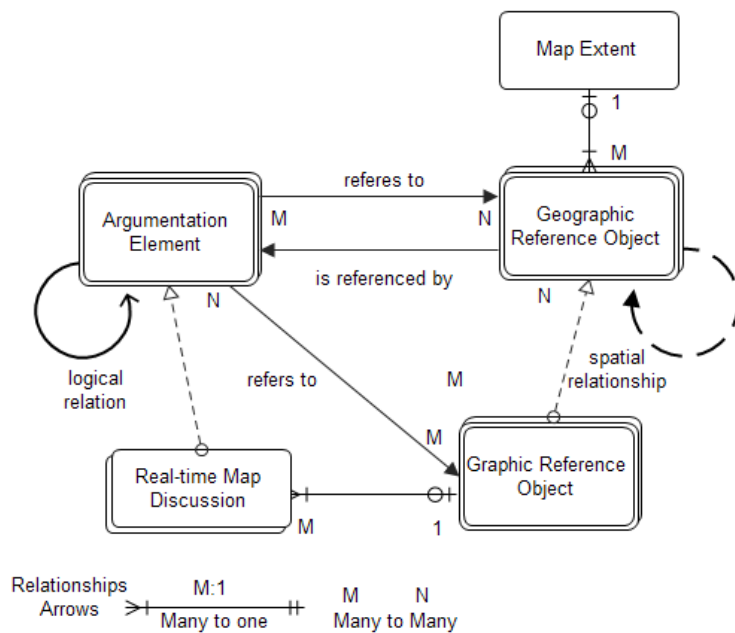 Map Extent
1
M
referes to
Argumentation
Element
M
N
Geographic
Reference Object
is referenced by
N
N
logical
relation
refers to
M
spatial
relationship
M
Real-time Map
Discussion
M
1
Graphic Reference
Object
Relationships
Arrows
M:1
Many to one
M N
Many to Many